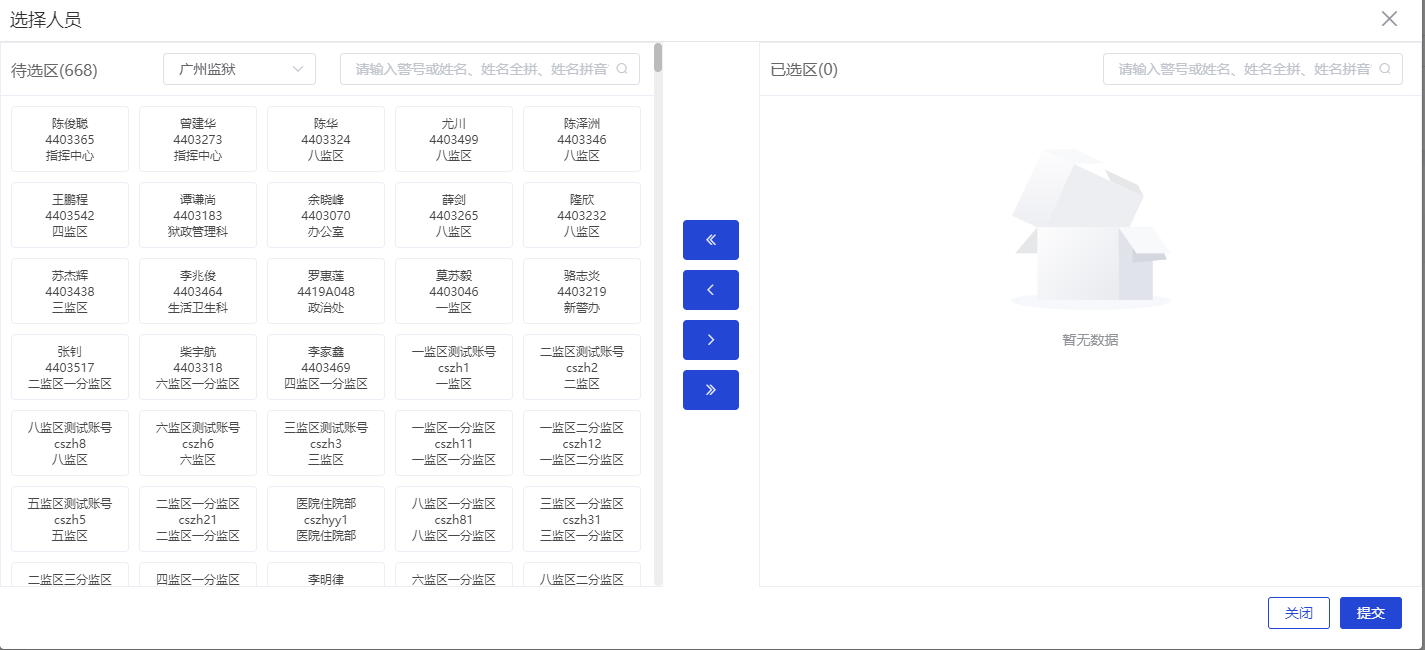 选择人员
待选区(668)
广州监狱
请输入警号或姓名、姓名全拼、姓名拼音
已选区(0)
请输入警号或姓名、姓名全拼、姓名拼音
陈俊聪
4403365
指挥中心
曾建华
4403273
指挥中心
陈华
4403324
八监区
尤川
4403499
八监区
陈泽洲
4403346
八监区
王鹏程
4403542
四监区
谭谦尚
4403183
狱政管理科
余晓峰
4403070
办公室
薛剑
4403265
八监区
隆欣
4403232
八监区
苏杰辉
4403438
三监区
李兆俊
4403464
生活卫生科
罗惠莲
4419A048
政治处
莫苏毅
4403046
一监区
骆志炎
4403219
新警办
张钊
4403517
二监区一分监区
柴宇航
4403318
六监区一分监区
李家鑫
4403469
四监区一分监区
一监区测试账号
cszh1
一监区
二监区测试账号
cszh2
二监区
八监区测试账号
cszh8
八监区
六监区测试账号
cszh6
六监区
三监区测试账号
cszh3
三监区
一监区一分监区
cszh11
一监区一分监区
一监区二分监区
cszh12
一监区二分监区
五监区测试账号
cszh5
五监区
二监区一分监区
cszh21
二监区一分监区
医院住院部
cszhyy1
医院住院部
八监区一分监区
cszh81
八监区一分监区
三监区一分监区
cszh31
三监区一分监区
二监区三分监区
四监区一分监区
李明律
六监区一分监区
八监区二分监区
暂无数据
关闭
提交